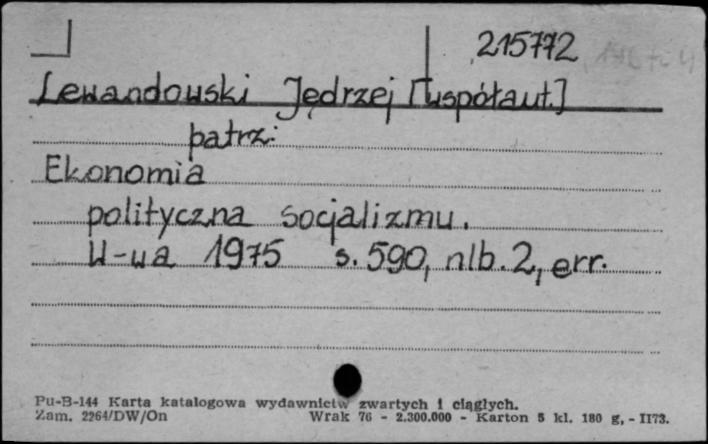 215772
Lewandowski Jędrzej [współaut.]
patrz:
Ekonomia
polityczna socjalizmu.
W-wa 1975 s. 590, nlb. 2, err.
Pu-B-144 Karta katalogowa wydawnictw zwartych i ciągłych.
Zam. 2264/DW/On Wrak 76 - 2.300.000 - Karton 5 kl. 180 g, - II73.